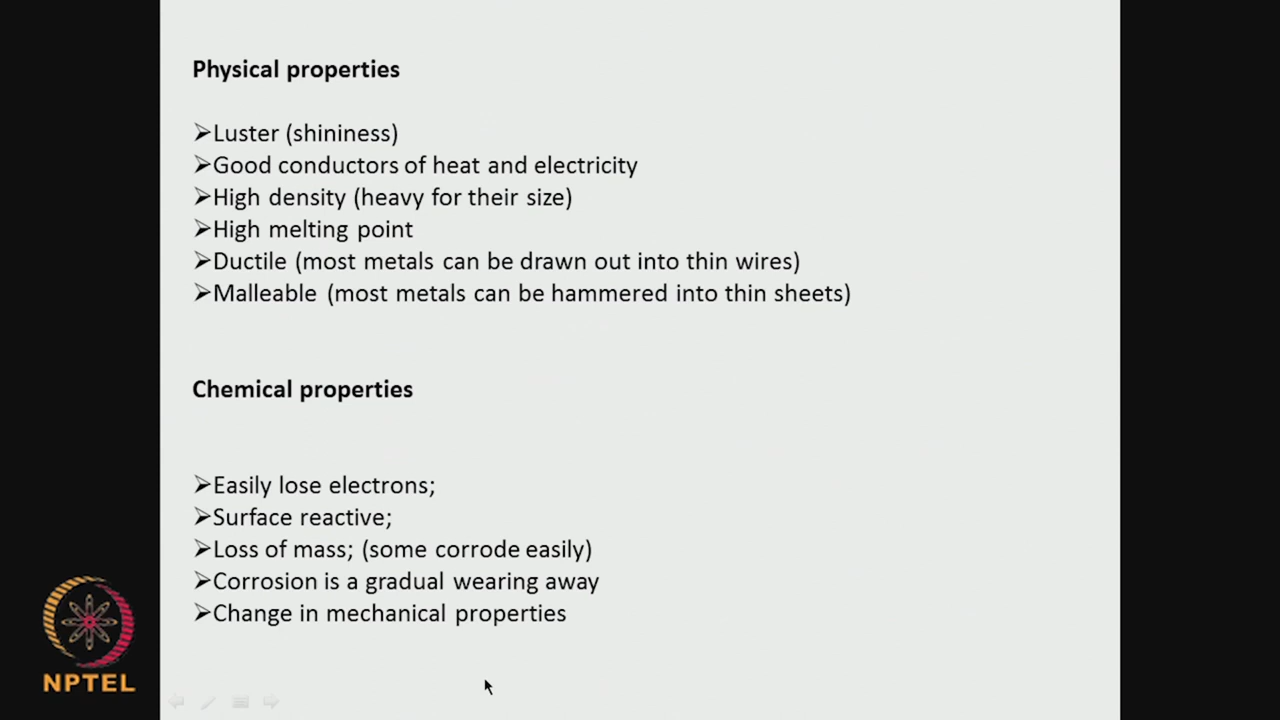 Physical properties
➢Luster (shininess)
➢Good conductors of heat and electricity
➢High density (heavy for their size)
➢High melting point
➢Ductile (most metals can be drawn out into thin wires)
➢Malleable (most metals can be hammered into thin sheets)
Chemical properties
➢Easily lose electrons;
➢Surface reactive;
➢Loss of mass; (some corrode easily)
➢Corrosion is a gradual wearing away
➢Change in mechanical properties
NPTEL